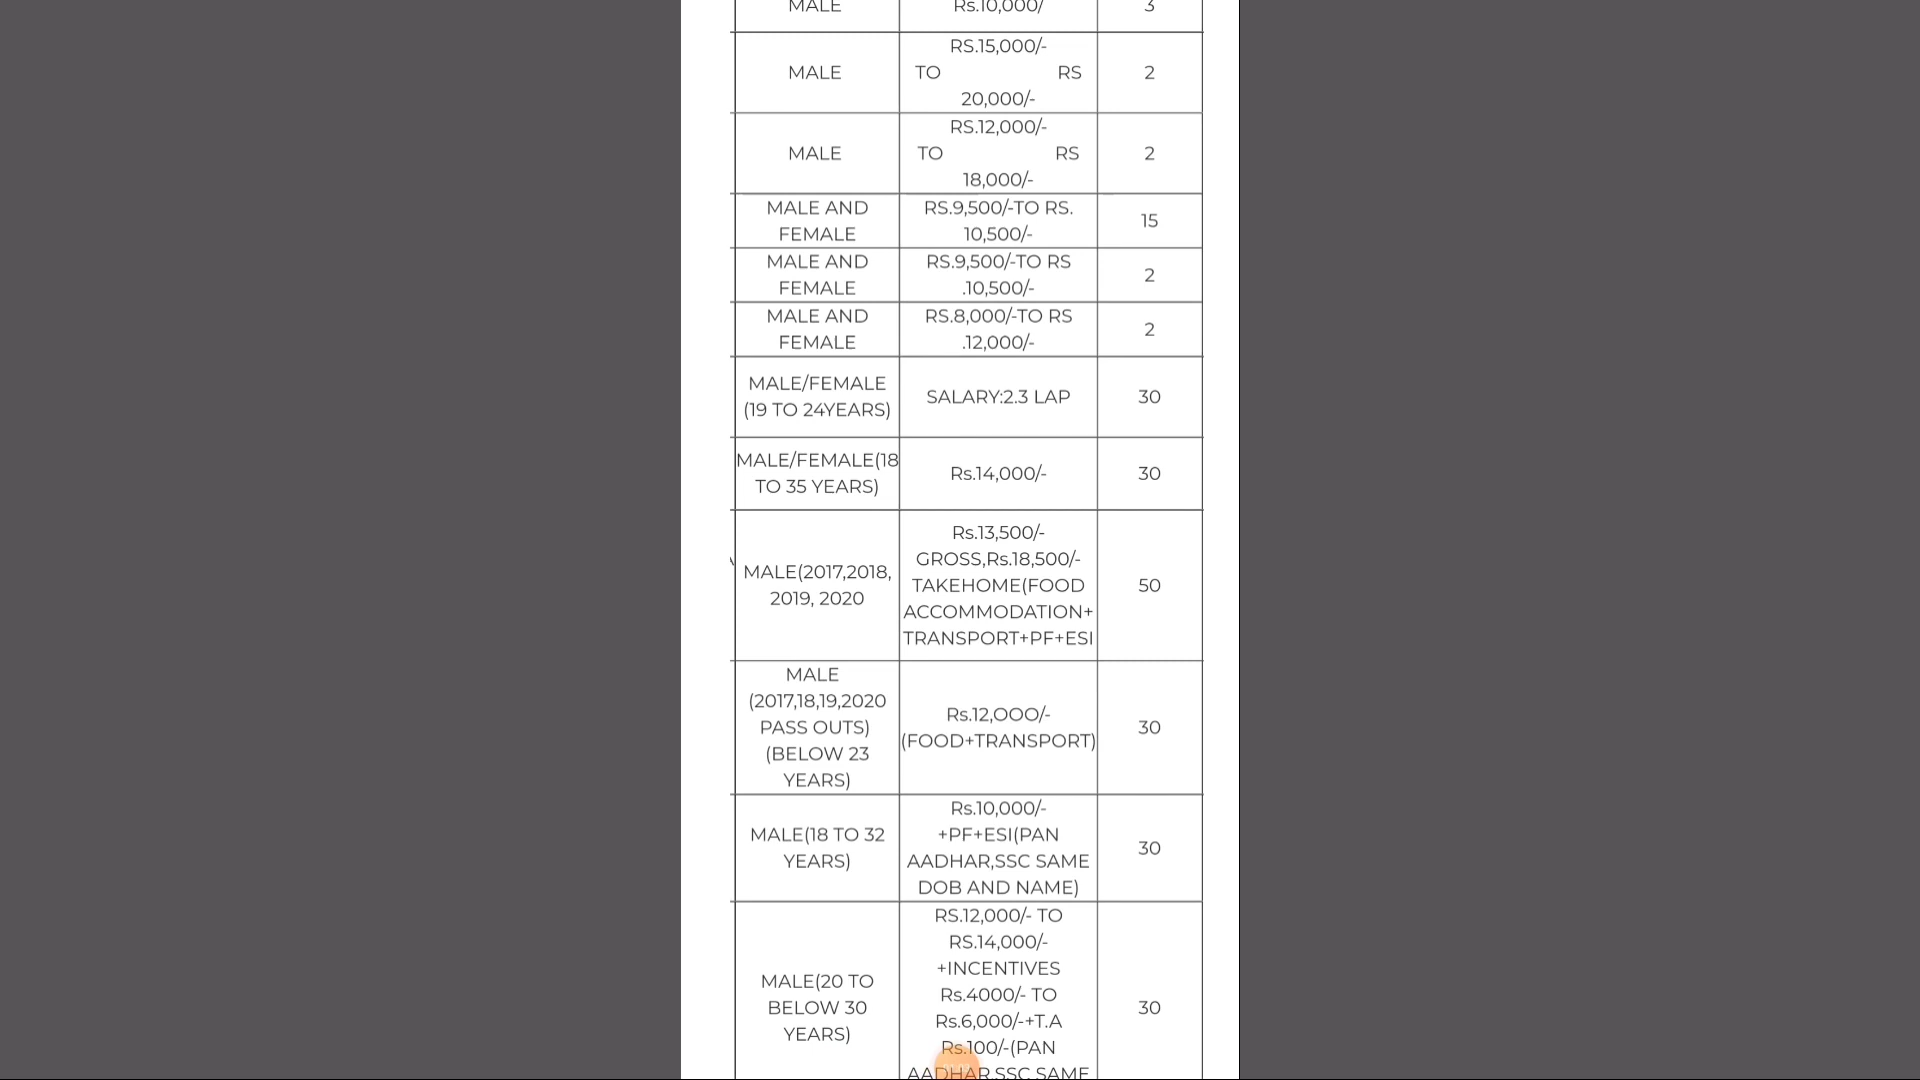 MALE Rs.10,000/ 3
RS.15,000/-
MALE TO RS 2
20,000/-
RS.12,000/-
MALE TO RS 2
18,000/-
MALE AND FEMALE RS.9,500/-TO RS. 10,500/- 15
MALE AND FEMALE RS.9,500/-TO RS .10,500/- 2
MALE AND FEMALE RS.8,000/-TO RS .12,000/- 2
MALE/FEMALE
(19 TO 24YEARS)
SALARY:2.3 LAP
30
MALE/FEMALE(18
TO 35 YEARS)
Rs.14,000/-
30
MALE(2017,2018,
2019, 2020
Rs.13,500/-
GROSS,Rs.18,500/-
TAKEHOME(FOOD
ACCOMMODATION+
TRANSPORT+PF+ESI
50
MALE
(2017,18,19,2020
PASS OUTS)
(BELOW 23
YEARS)
Rs.12,OOO/-
(FOOD+TRANSPORT)
30
MALE(18 TO 32
YEARS)
Rs.10,000/-
+PF+ESI(PAN
AADHAR,SSC SAME
DOB AND NAME)
30
MALE(20 TO
BELOW 30
YEARS)
RS.12,000/- TO
RS.14,000/-
+INCENTIVES
Rs.4000/- TO
Rs.6,000/-+T.A
Rs.100/-(PAN
AADHAR,SSC SAME
30